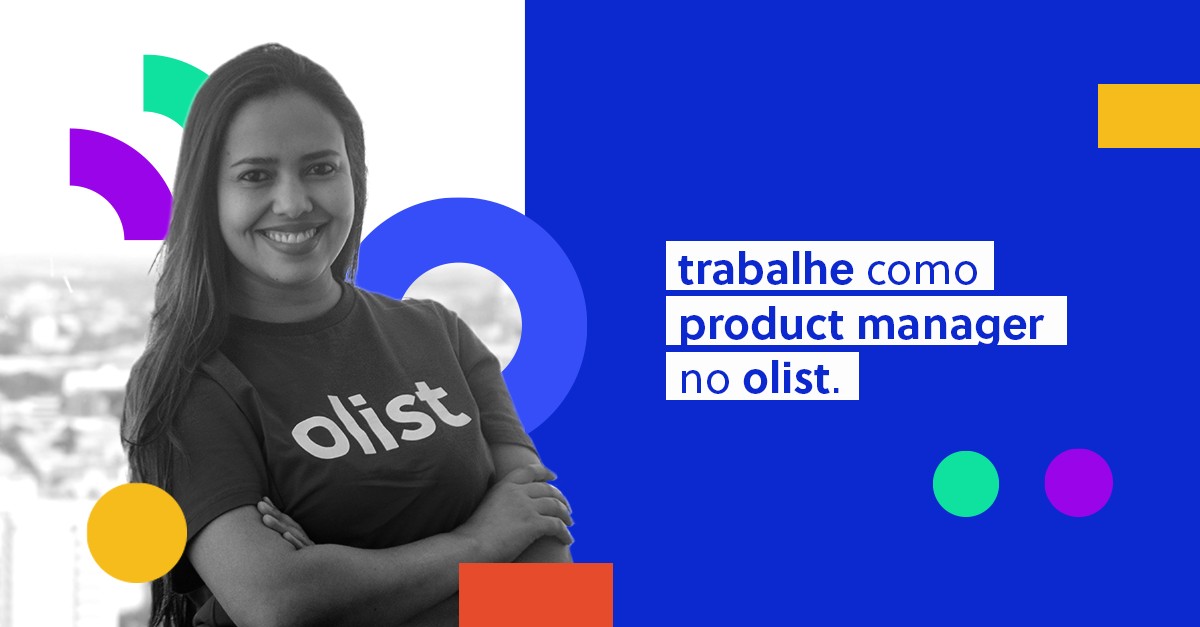 olist
trabalhe como
product manager
no olist.